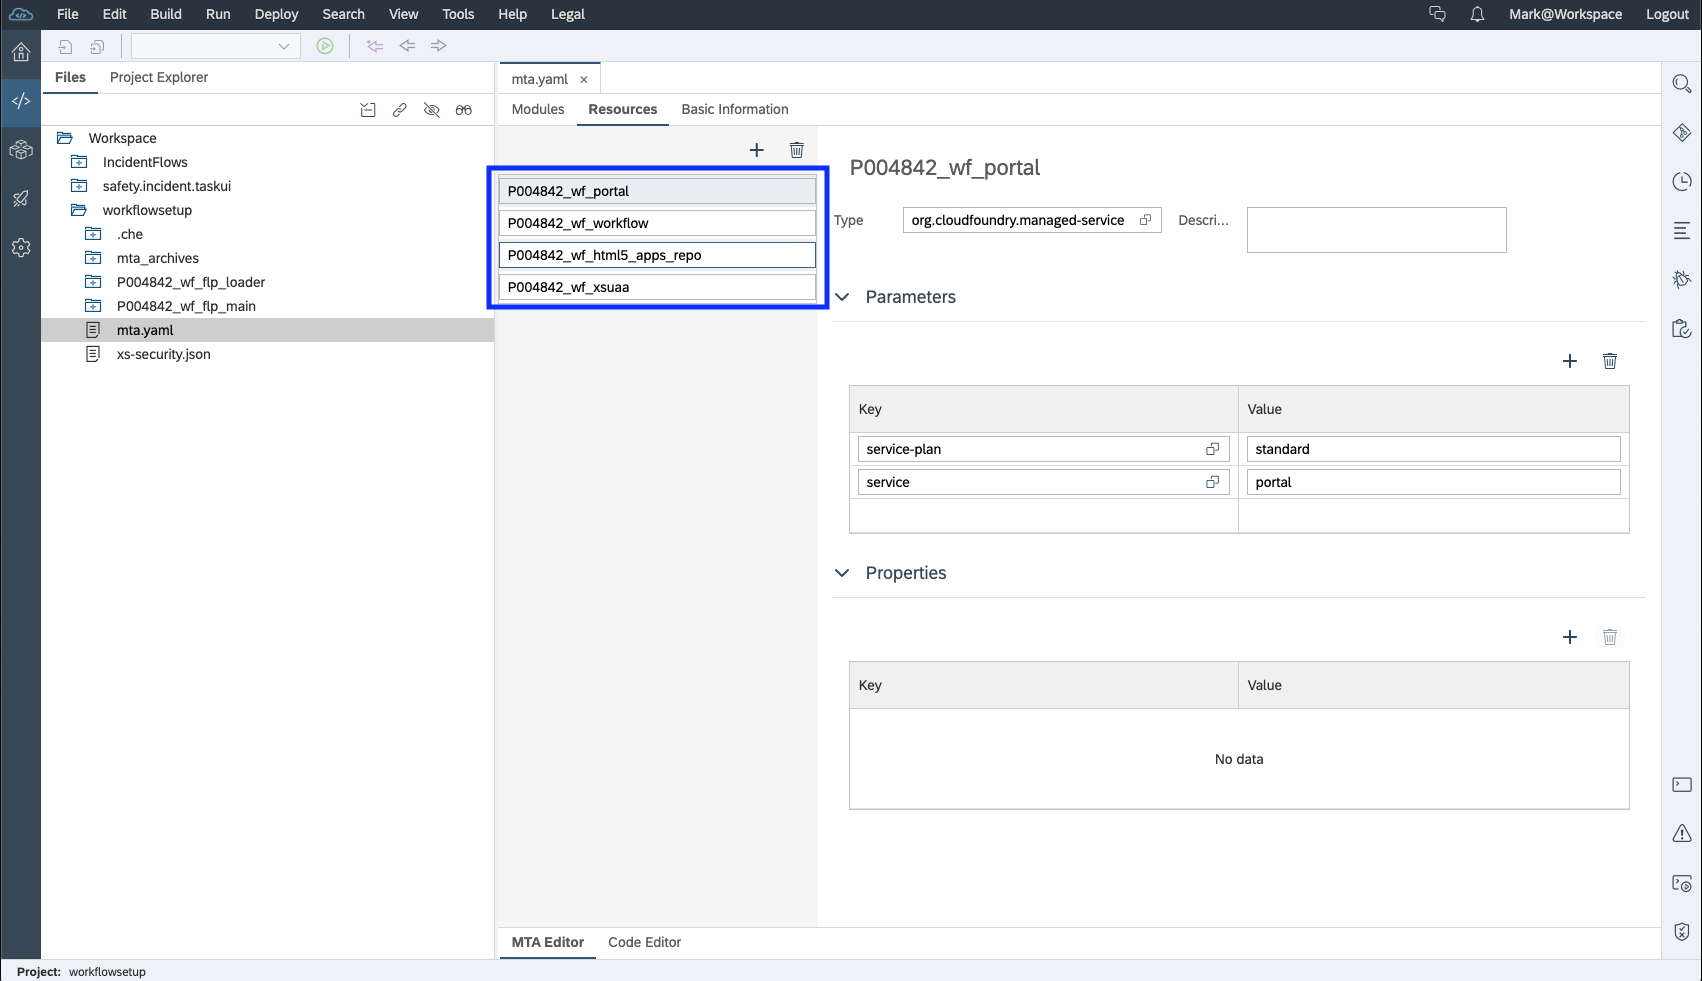 File Edit Build Run Deploy Search View Tools Help Legal Mark@Workspace Logout
Files Project Explorer
Workspace
IncidentFlows
safety.incident.taskui
workflowsetup
.che
mta_archives
P004842_wf_flp_loader
P004842_wf_flp_main
mta.yaml
xs-security.json
mta.yaml ×
Modules Resources Basic Information
P004842_wf_portal
P004842_wf_workflow
P004842_wf_html5_apps_repo
P004842_wf_xsuaa
P004842_wf_portal
Type org.cloudfoundry.managed-service Descri...
Parameters
Key Value
service-plan standard
service portal
Properties
Key Value
No data
MTA Editor Code Editor
Project: workflowsetup